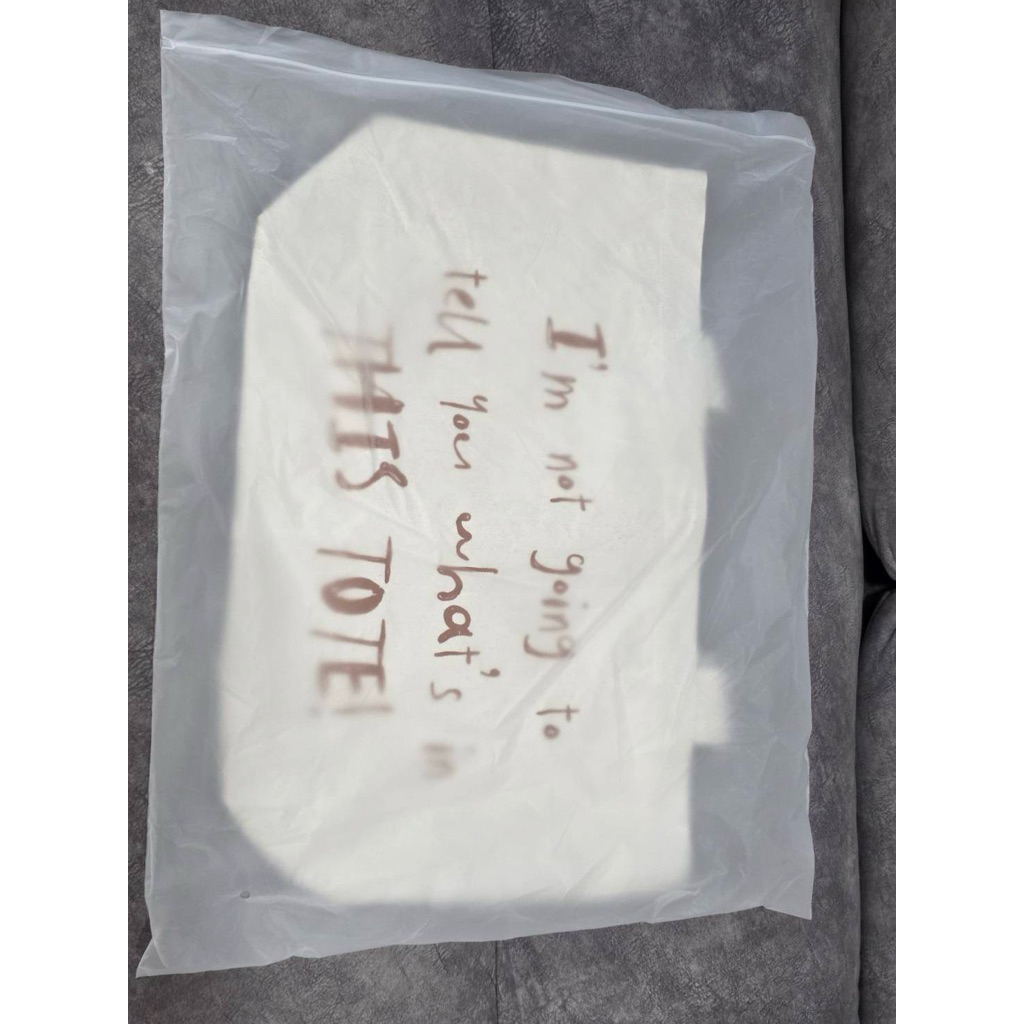 I'm not going to
tell you what's in
THIS TOTE!